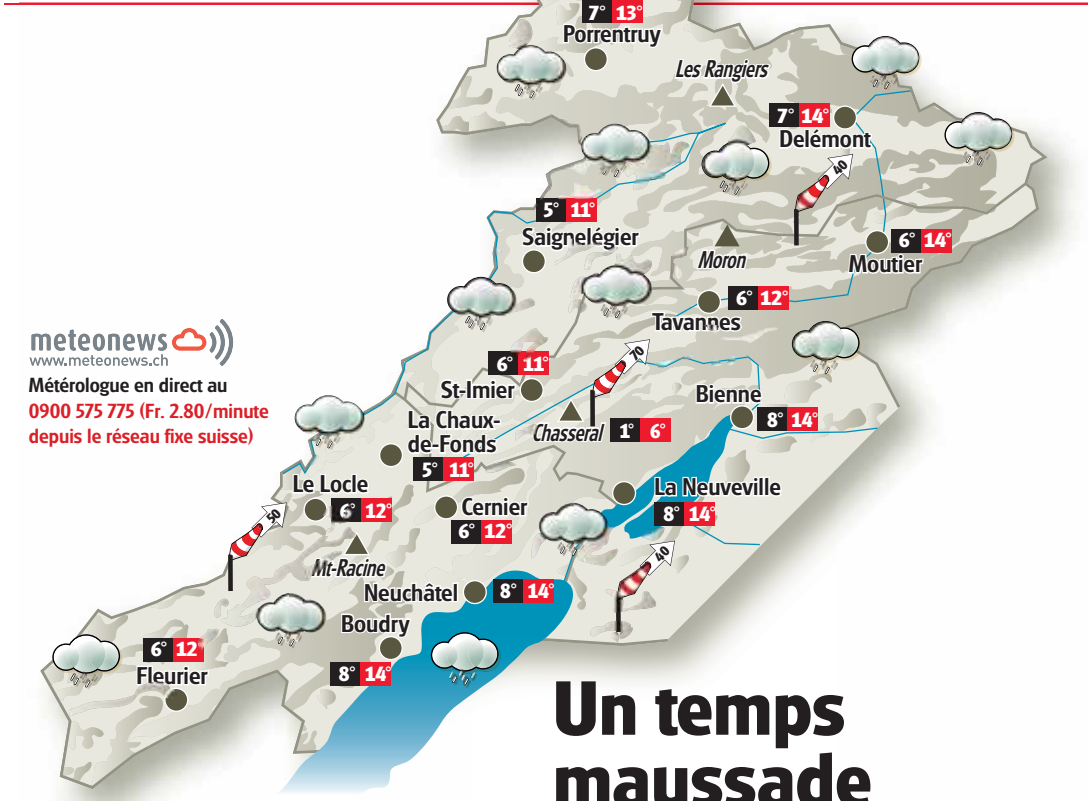 7° 13°
Porrentruy
Les Rangiers
7° 14°
Delémont
40
5° 11°
Saignelégier
Moron
6° 14°
Moutier
6° 12°
Tavannes
meteonews
www.meteonews.ch
Météorologue en direct au
0900 575 775 (Fr. 2.80/minute
depuis le réseau fixe suisse)
6° 11°
St-Imier
70
Chasseral 1° 6°
Bienne
8° 14°
La Chaux-
de-Fonds
5° 11°
Le Locle
6° 12°
Cernier
6° 12°
La Neuveville
8° 14°
50
Mt-Racine
40
Neuchâtel 8° 14°
Boudry
8° 14°
6° 12
Fleurier
Un temps
maussade